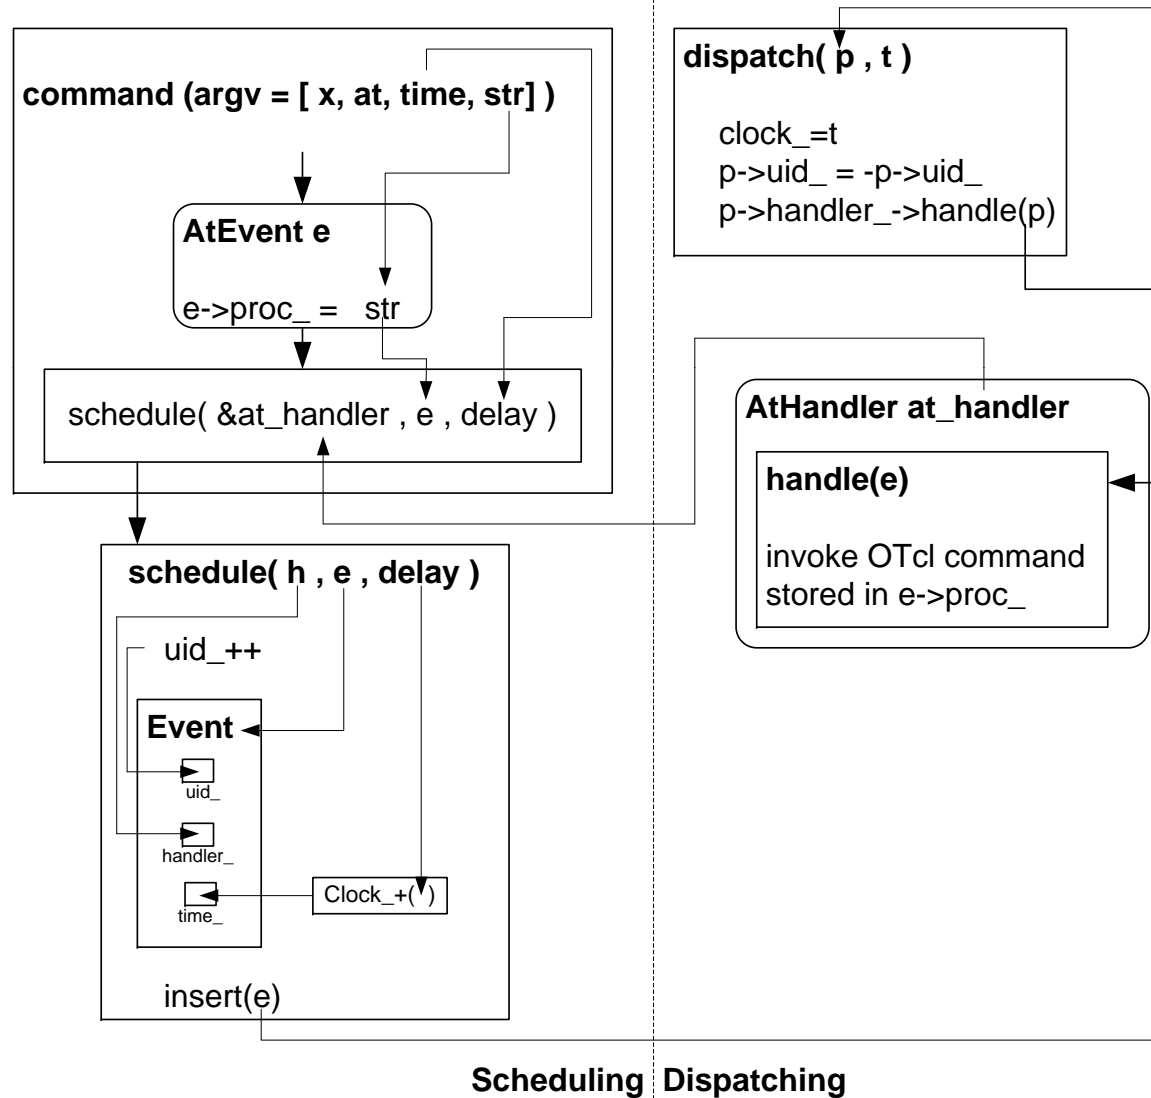 command (argv = [ x, at, time, str] )
AtEvent e
e->proc_ = str
schedule( &at_handler , e , delay )
schedule( h , e , delay )
uid_++
Event
uid_
handler_
time_
Clock_+( )
insert(e)
dispatch( p , t )
clock_=t
p->uid_ = -p->uid_
p->handler_->handle(p)
AtHandler at_handler
handle(e)
invoke OTcl command
stored in e->proc_
Scheduling
Dispatching